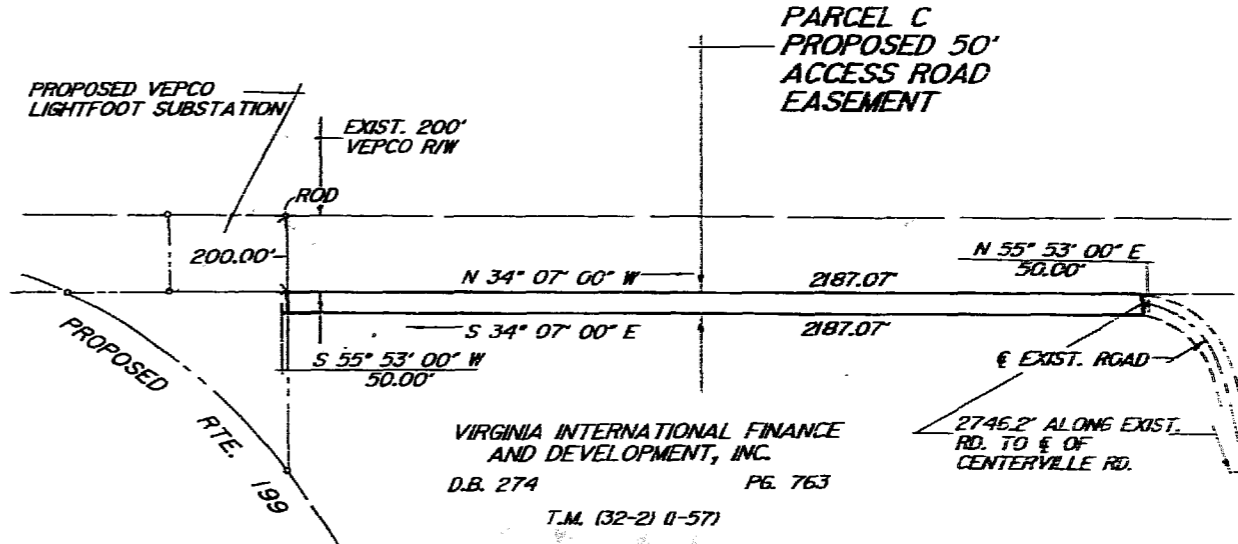 PARCEL C
PROPOSED 50'
ACCESS ROAD
EASEMENT
PROPOSED VEPCO
LIGHTFOOT SUBSTATION
EXIST. 200'
VEPCO R/W
ROD
200.00'
N 55° 53' 00" E
50.00'
N 34° 07' 00" W
2187.07'
S 34° 07' 00" E
2187.07'
S 55° 53' 00" W
50.00'
℄ EXIST. ROAD
PROPOSED
RTE.
199
VIRGINIA INTERNATIONAL FINANCE
AND DEVELOPMENT, INC.
D.B. 274
PG. 763
T.M. (32-2) (1-57)
2746.2' ALONG EXIST.
RD. TO ℄ OF
CENTERVILLE RD.